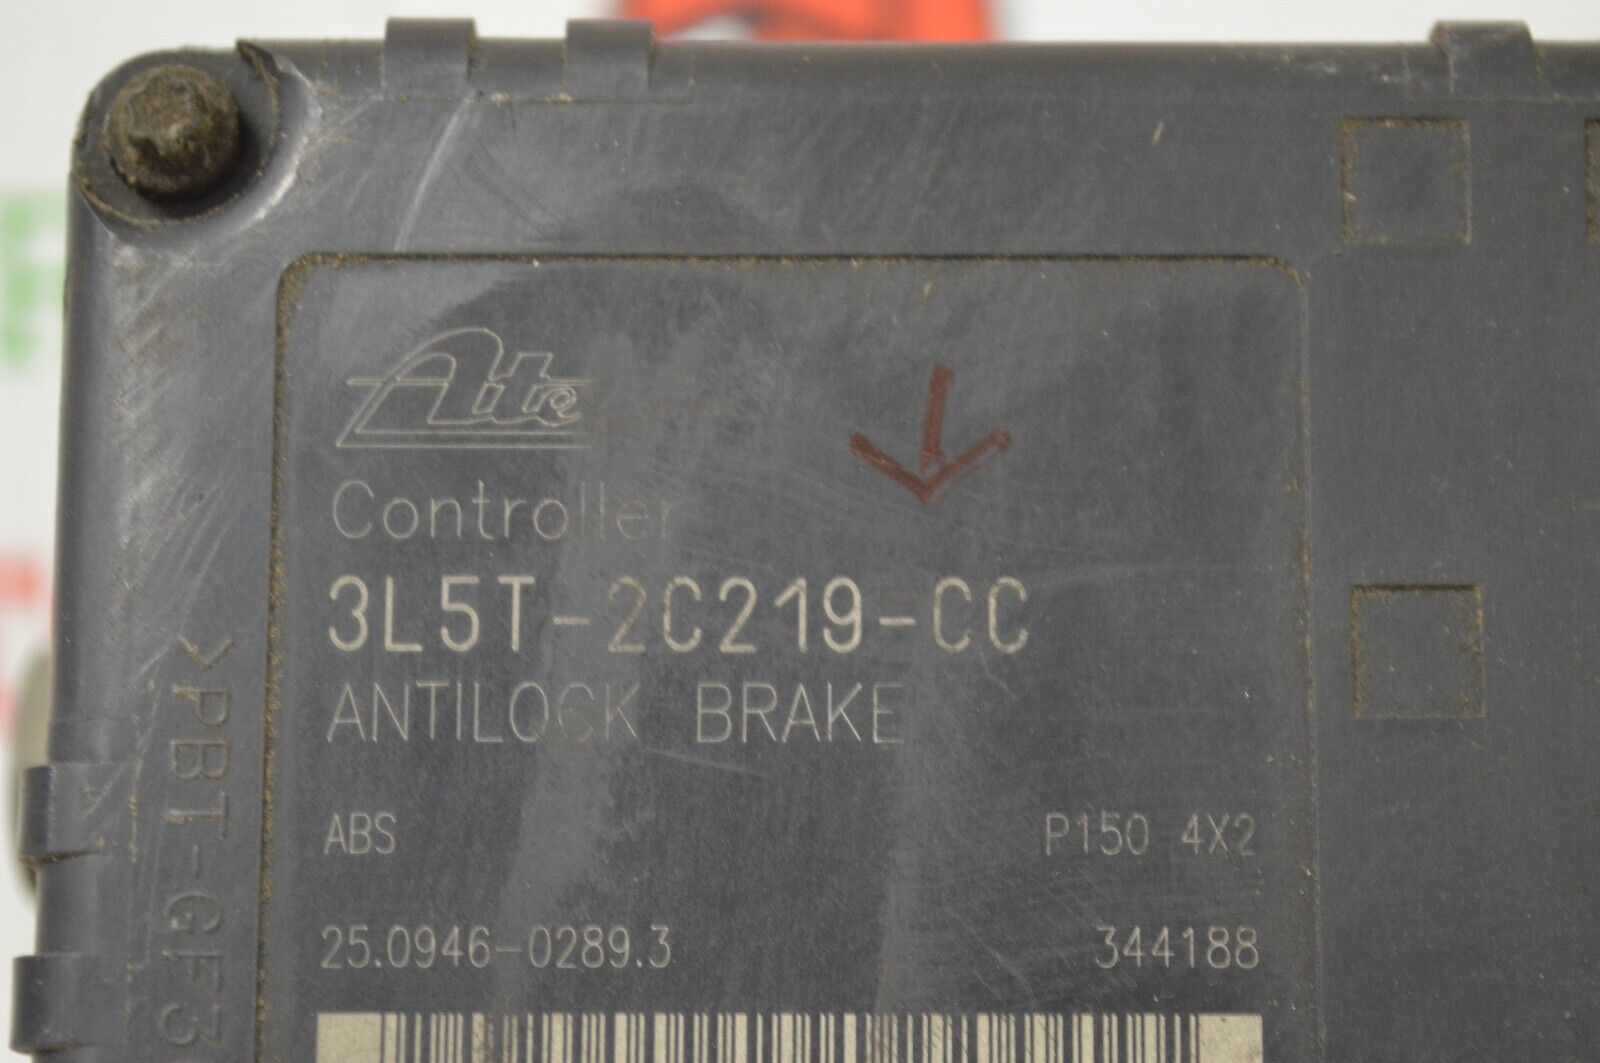 Ate
Controller
3L5T-2C219-CC
ANTILOCK BRAKE
ABS P150 4X2
25.0946-0289.3 344188
>PBT-GF3